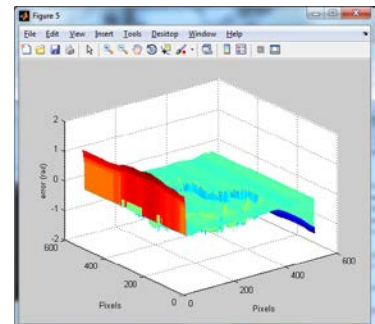 Figure 5
File Edit View Insert Tools Desktop Window Help
2
1
0
-1
-2
error (rad)
600
400
200
0
Pixels
0
200
400
600
Pixels